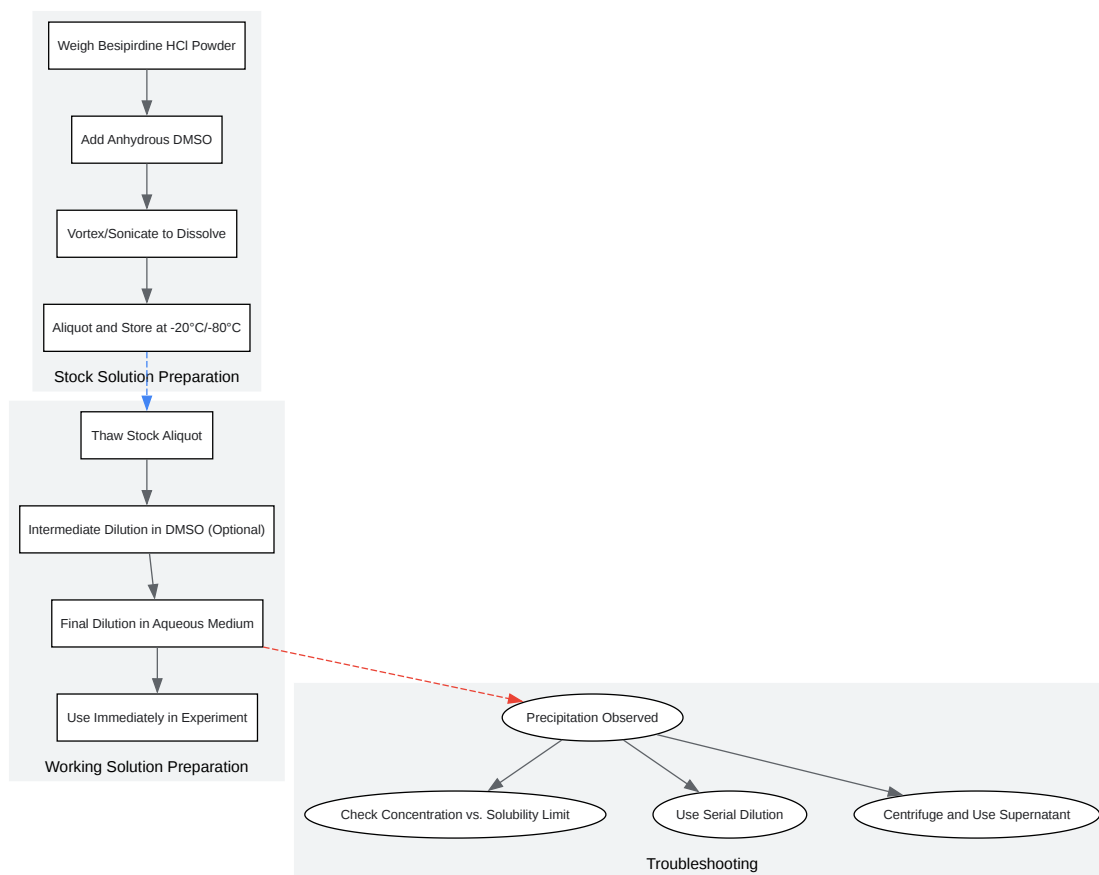 Weigh Besipirdine HCl Powder
Add Anhydrous DMSO
Vortex/Sonicate to Dissolve
Aliquot and Store at -20°C/-80°C
Stock Solution Preparation
Thaw Stock Aliquot
Intermediate Dilution in DMSO (Optional)
Final Dilution in Aqueous Medium
Use Immediately in Experiment
Working Solution Preparation
Precipitation Observed
Check Concentration vs. Solubility Limit
Use Serial Dilution
Centrifuge and Use Supernatant
Troubleshooting